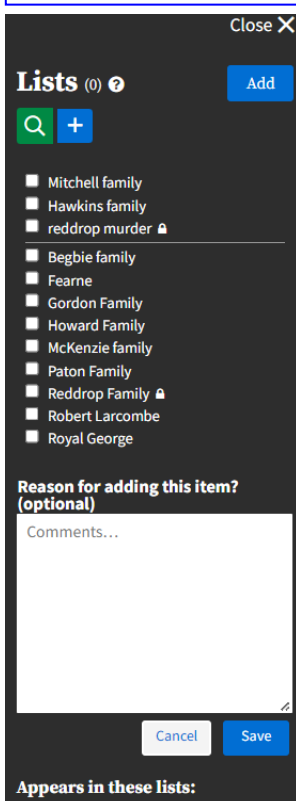 Close X
Lists (0) ?
Add
+
Mitchell family
Hawkins family
reddrop murder
Begbie family
Fearne
Gordon Family
Howard Family
McKenzie family
Paton Family
Reddrop Family
Robert Larcombe
Royal George
Reason for adding this item?
(optional)
Comments...
Cancel
Save
Appears in these lists: